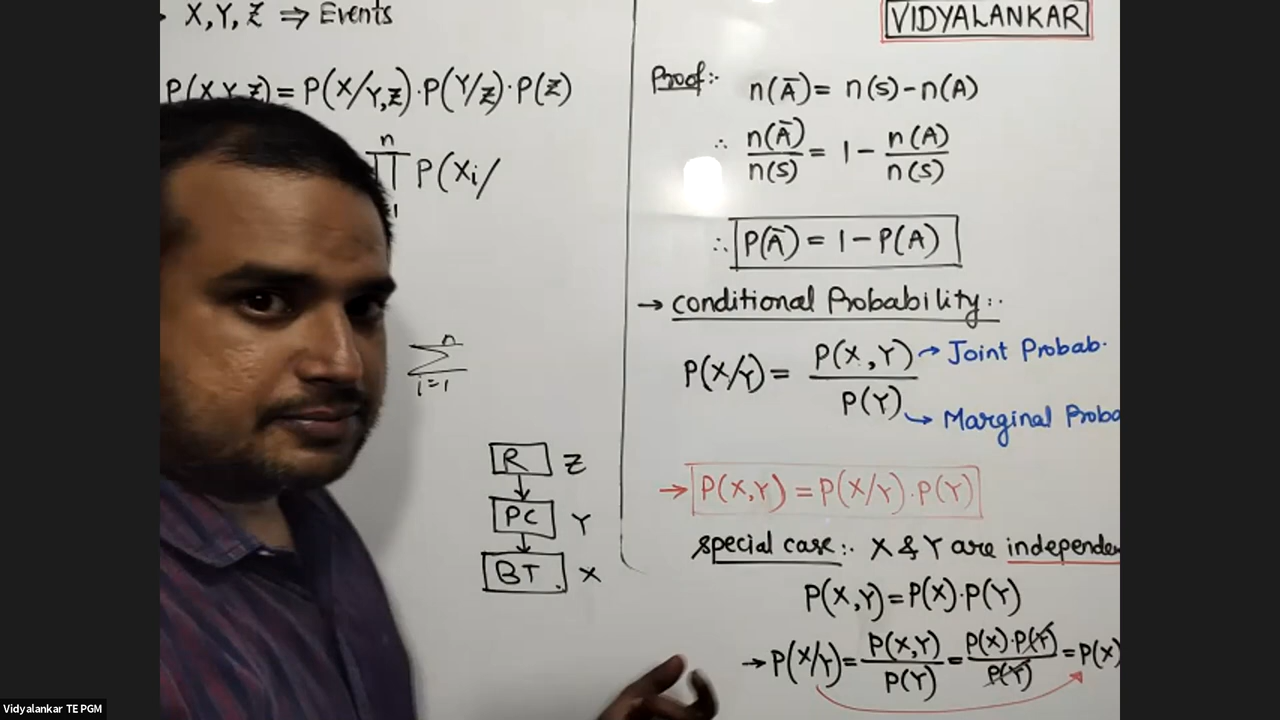 X, Y, Z ⇒ Events
P(X,Y,Z) = P(X/Y,Z)·P(Y/Z)·P(Z)
n
∏ P(Xi/
n
Σ
i=1
R Z
PC Y
BT. X
VIDYALANKAR
Proof:- n(Ā) = n(S) - n(A)
∴ n(Ā)/n(S) = 1 - n(A)/n(S)
∴ P(Ā) = 1 - P(A)
→ conditional Probability:-
P(X/Y) = P(X,Y)/P(Y)
→ Joint Probab.
→ Marginal Proba
→ P(X,Y) = P(X/Y).P(Y)
special case:- X & Y are independe
P(X,Y) = P(X)·P(Y)
→ P(X/Y) = P(X,Y)/P(Y) = P(X)·P(Y)/P(Y) = P(X)
Vidyalankar TE PGM